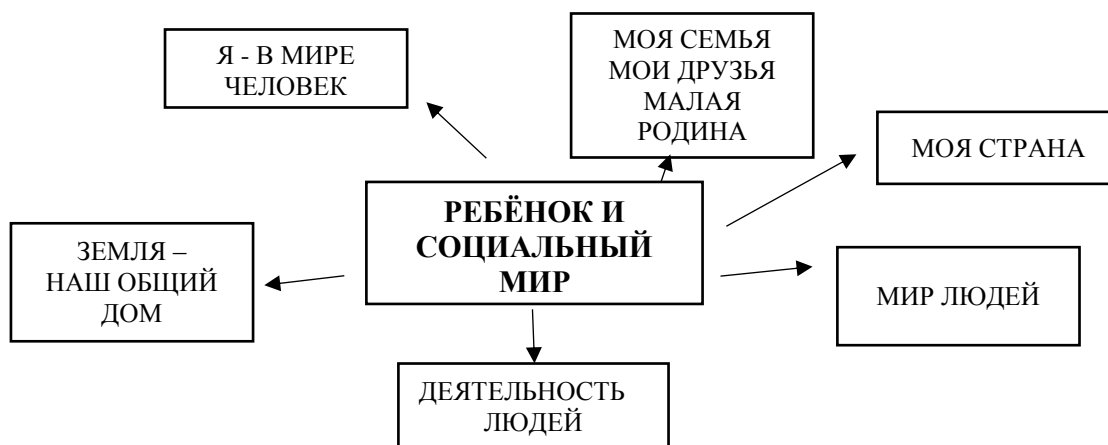 Я - В МИРЕ
ЧЕЛОВЕК
МОЯ СЕМЬЯ
МОИ ДРУЗЬЯ
МАЛАЯ
РОДИНА
МОЯ СТРАНА
РЕБЁНОК И
СОЦИАЛЬНЫЙ
МИР
ЗЕМЛЯ –
НАШ ОБЩИЙ
ДОМ
МИР ЛЮДЕЙ
ДЕЯТЕЛЬНОСТЬ
ЛЮДЕЙ